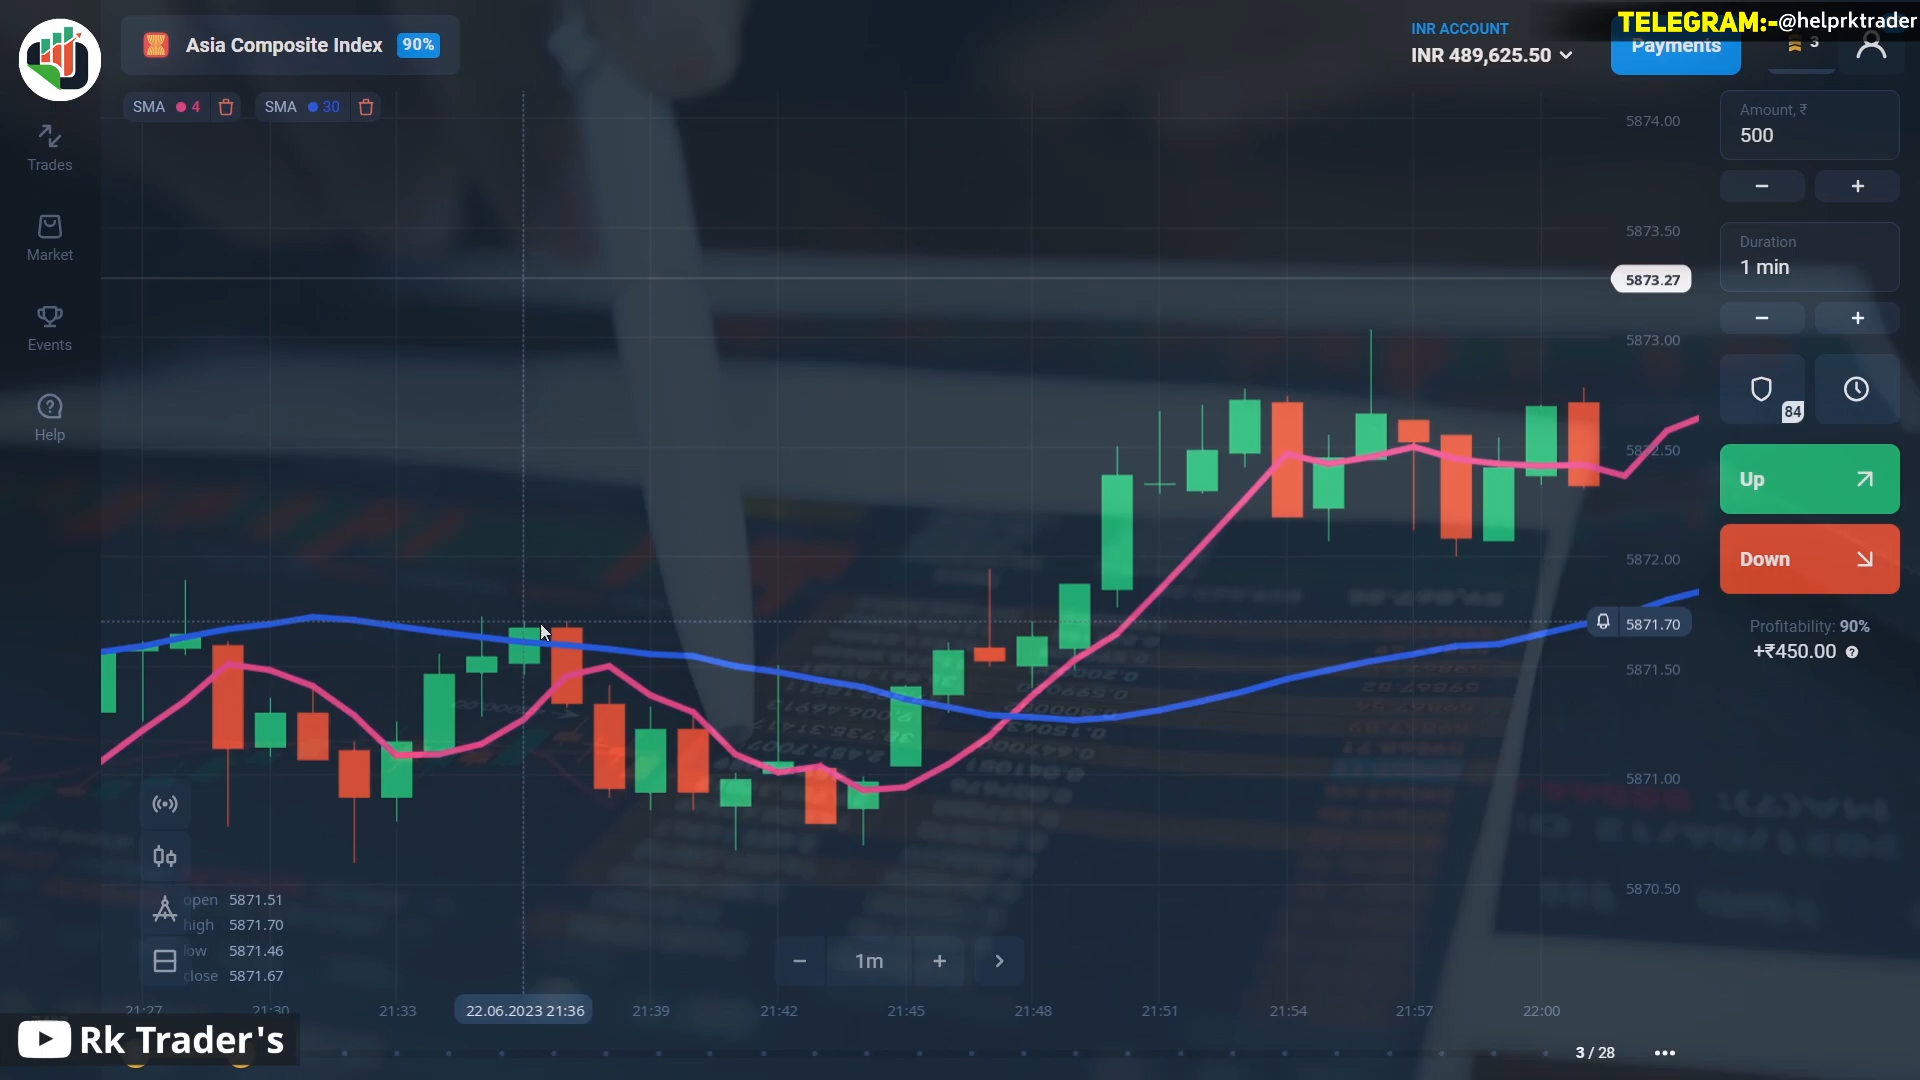 TELEGRAM:-@helprktrader
Asia Composite Index 90%
INR ACCOUNT
INR 489,625.50
Payments
3
SMA 4
SMA 30
Trades
Market
Events
Help
5874.00
5873.50
5873.27
5873.00
5872.50
5872.00
5871.70
5871.50
5871.00
5870.50
Amount, ₹
500
− +
Duration
1 min
− +
84
Up
Down
Profitability: 90%
+₹450.00
open 5871.51
high 5871.70
low 5871.46
close 5871.67
− 1m + >
21:27 21:30 21:33 22.06.2023 21:36 21:39 21:42 21:45 21:48 21:51 21:54 21:57 22:00
Rk Trader's
3 / 28